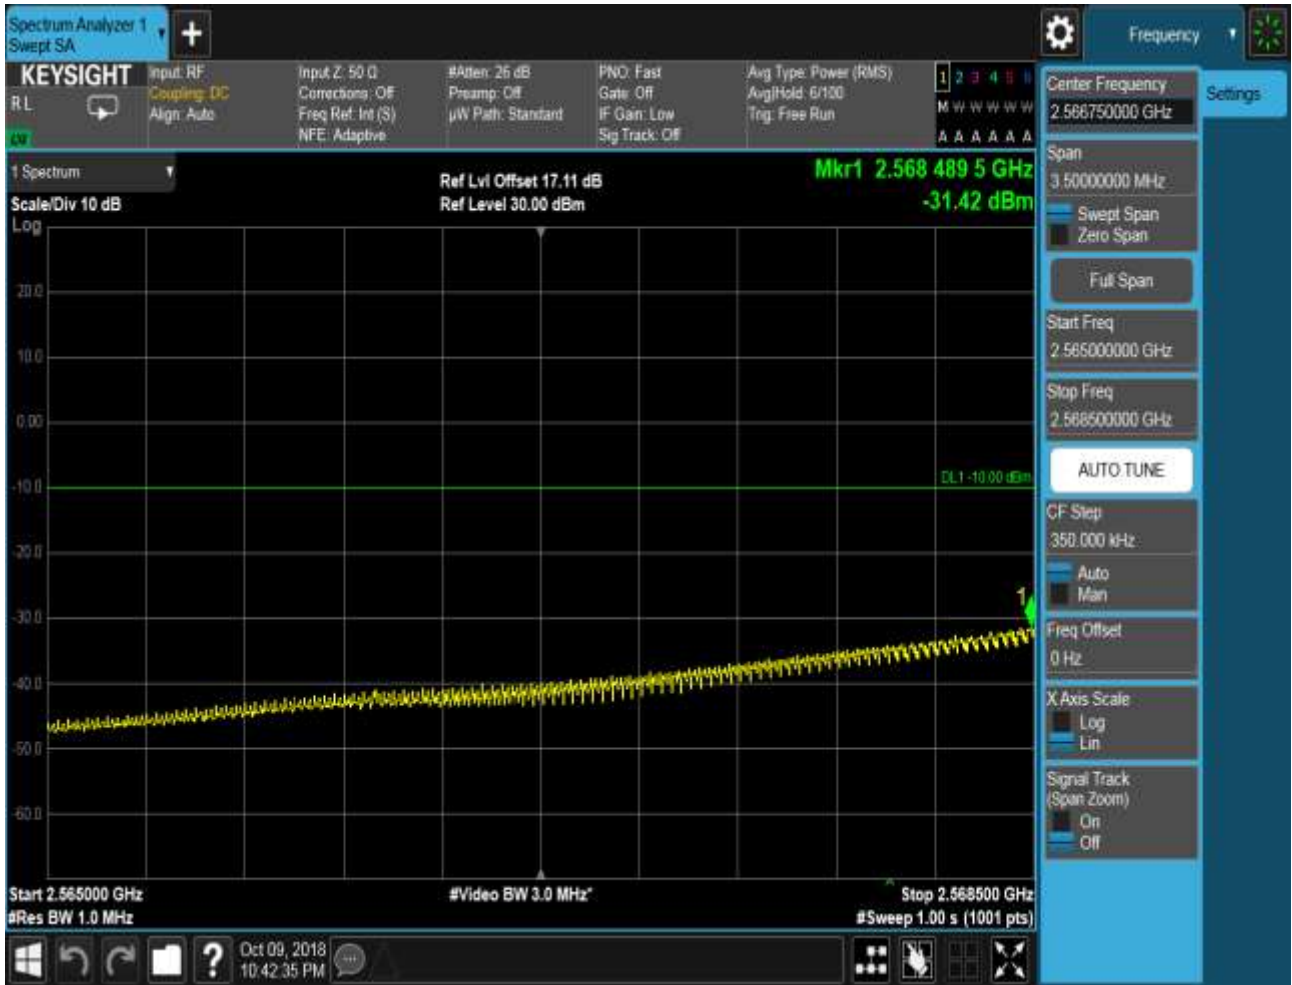 Spectrum Analyzer 1
Swept SA
+
Frequency
KEYSIGHT
RL
LXI
Input: RF
Coupling: DC
Align: Auto
Input Z: 50 Ω
Corrections: Off
Freq Ref: Int (S)
NFE: Adaptive
#Atten: 26 dB
Preamp: Off
µW Path: Standard
PNO: Fast
Gate: Off
IF Gain: Low
Sig Track: Off
Avg Type: Power (RMS)
Avg|Hold: 6/100
Trig: Free Run
1 2 3 4 5 6
M W W W W W
A A A A A A
1 Spectrum
Scale/Div 10 dB
Log
Ref Lvl Offset 17.11 dB
Ref Level 30.00 dBm
Mkr1 2.568 489 5 GHz
-31.42 dBm
20.0
10.0
0.00
-10.0
-20.0
-30.0
-40.0
-50.0
-60.0
DL1 -10.00 dBm
1
Start 2.565000 GHz
#Res BW 1.0 MHz
#Video BW 3.0 MHz*
Stop 2.568500 GHz
#Sweep 1.00 s (1001 pts)
Center Frequency
2.566750000 GHz
Settings
Span
3.50000000 MHz
Swept Span
Zero Span
Full Span
Start Freq
2.565000000 GHz
Stop Freq
2.568500000 GHz
AUTO TUNE
CF Step
350.000 kHz
Auto
Man
Freq Offset
0 Hz
X Axis Scale
Log
Lin
Signal Track
(Span Zoom)
On
Off
?
Oct 09, 2018
10:42:35 PM